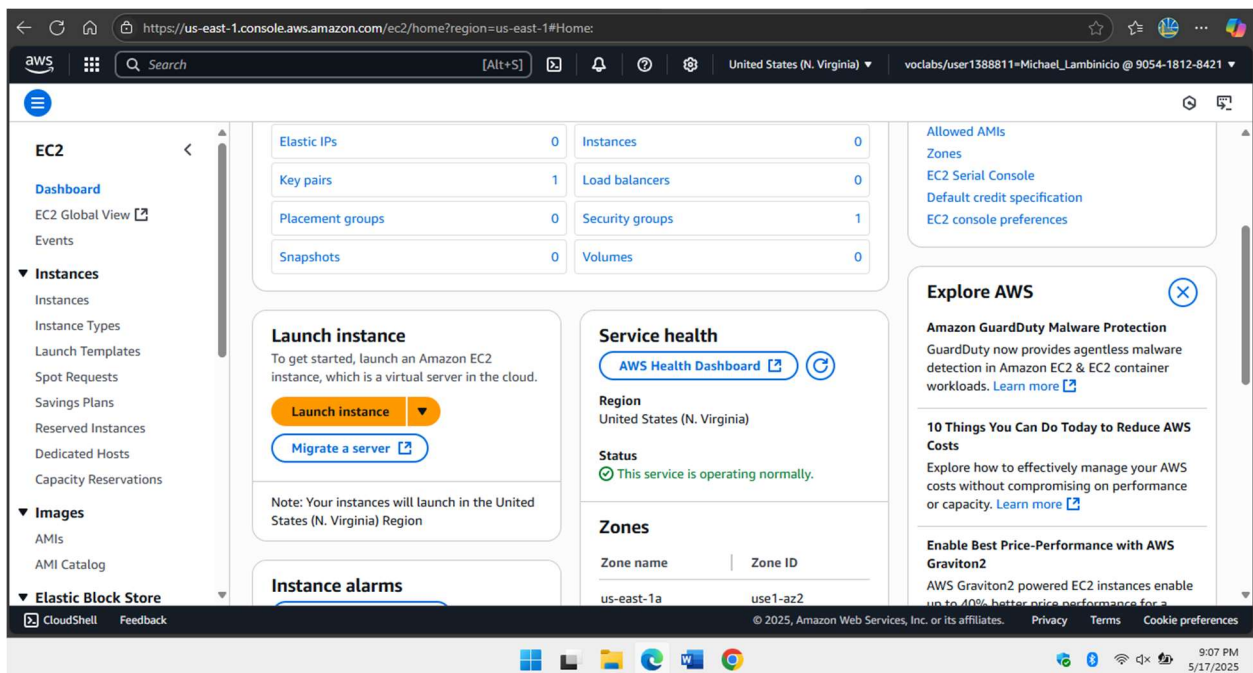 https://us-east-1.console.aws.amazon.com/ec2/home?region=us-east-1#Home:
aws
Search
[Alt+S]
United States (N. Virginia) ▼
voclabs/user1388811=Michael_Lambinicio @ 9054-1812-8421 ▼
EC2
Dashboard
EC2 Global View
Events
▼ Instances
Instances
Instance Types
Launch Templates
Spot Requests
Savings Plans
Reserved Instances
Dedicated Hosts
Capacity Reservations
▼ Images
AMIs
AMI Catalog
▼ Elastic Block Store
Elastic IPs 0
Instances 0
Key pairs 1
Load balancers 0
Placement groups 0
Security groups 1
Snapshots 0
Volumes 0
Launch instance
To get started, launch an Amazon EC2
instance, which is a virtual server in the cloud.
Launch instance ▼
Migrate a server
Note: Your instances will launch in the United
States (N. Virginia) Region
Instance alarms
Service health
AWS Health Dashboard
Region
United States (N. Virginia)
Status
This service is operating normally.
Zones
Zone name Zone ID
us-east-1a use1-az2
Allowed AMIs
Zones
EC2 Serial Console
Default credit specification
EC2 console preferences
Explore AWS
Amazon GuardDuty Malware Protection
GuardDuty now provides agentless malware
detection in Amazon EC2 & EC2 container
workloads. Learn more
10 Things You Can Do Today to Reduce AWS
Costs
Explore how to effectively manage your AWS
costs without compromising on performance
or capacity. Learn more
Enable Best Price-Performance with AWS
Graviton2
AWS Graviton2 powered EC2 instances enable
up to 40% better price performance for a
CloudShell Feedback
© 2025, Amazon Web Services, Inc. or its affiliates. Privacy Terms Cookie preferences
9:07 PM
5/17/2025